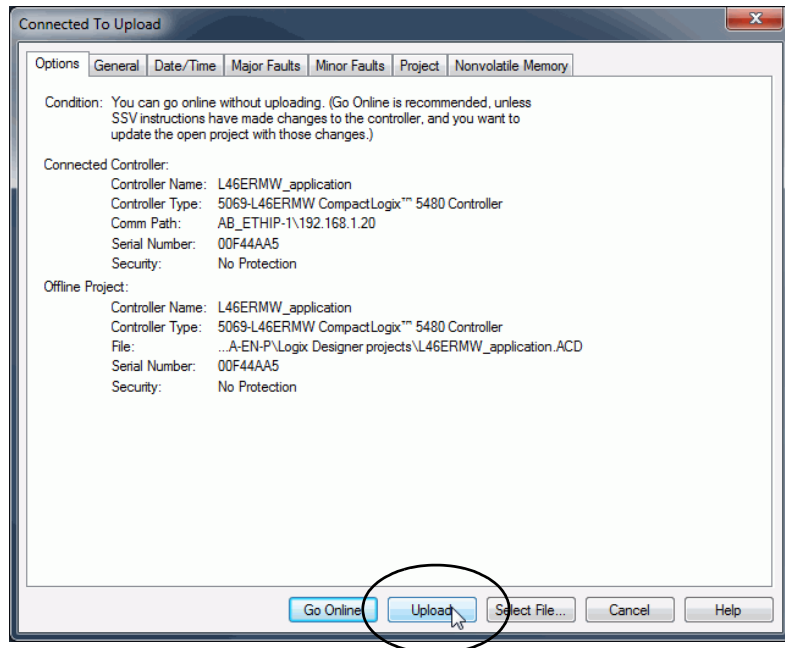 Connected To Upload
Options General Date/Time Major Faults Minor Faults Project Nonvolatile Memory
Condition: You can go online without uploading. (Go Online is recommended, unless
SSV instructions have made changes to the controller, and you want to
update the open project with those changes.)
Connected Controller:
Controller Name: L46ERMW_application
Controller Type: 5069-L46ERMW CompactLogix™ 5480 Controller
Comm Path: AB_ETHIP-1\192.168.1.20
Serial Number: 00F44AA5
Security: No Protection
Offline Project:
Controller Name: L46ERMW_application
Controller Type: 5069-L46ERMW CompactLogix™ 5480 Controller
File: ...A-EN-P\Logix Designer projects\L46ERMW_application.ACD
Serial Number: 00F44AA5
Security: No Protection
Go Online Upload Select File... Cancel Help